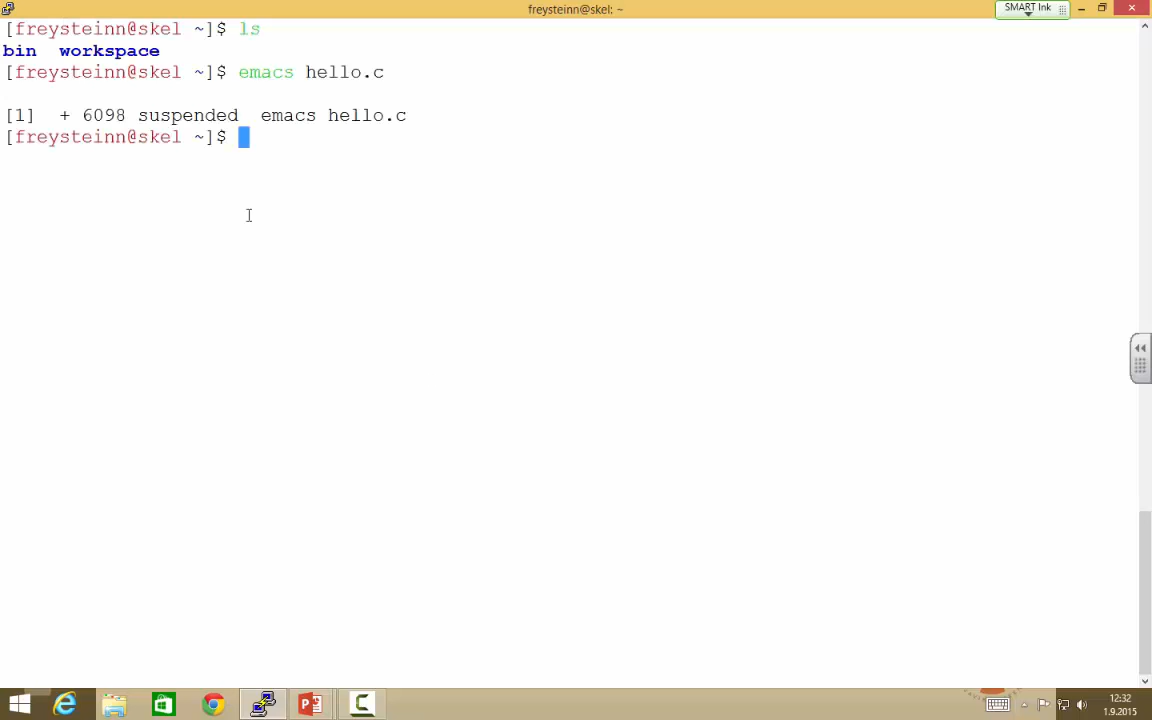 freysteinn@skel: ~
SMART Ink
[freysteinn@skel ~]$ ls
bin workspace
[freysteinn@skel ~]$ emacs hello.c
[1]  + 6098 suspended  emacs hello.c
[freysteinn@skel ~]$
12:32
1.9.2015